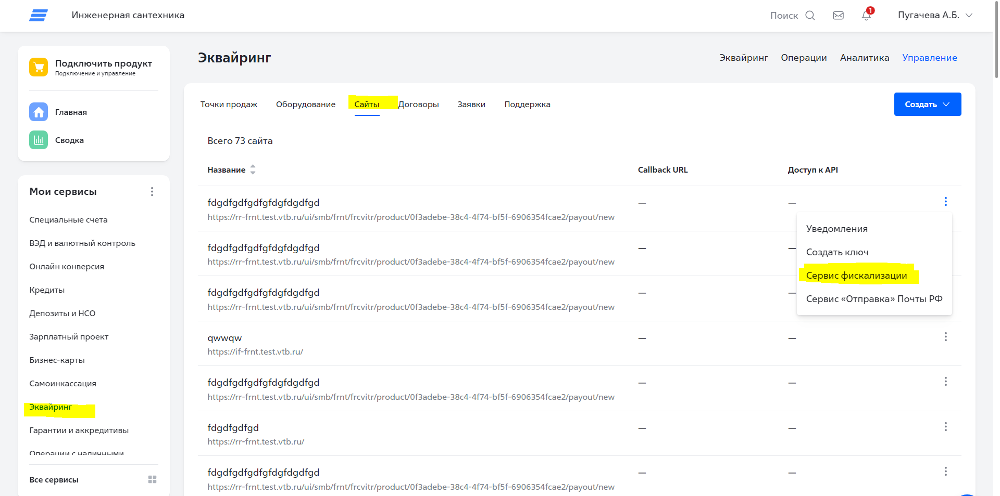 Инженерная сантехника
Поиск
1
Пугачева А.Б.
Подключить продукт
Подключение и управление
Главная
Сводка
Мои сервисы
Специальные счета
ВЭД и валютный контроль
Онлайн конверсия
Кредиты
Депозиты и НСО
Зарплатный проект
Бизнес-карты
Самоинкассация
Эквайринг
Гарантии и аккредитивы
Операции с наличными
Все сервисы
Эквайринг
Эквайринг Операции Аналитика Управление
Точки продаж Оборудование Сайты Договоры Заявки Поддержка
Создать
Всего 73 сайта
Название Callback URL Доступ к API
fdgdfgdfgdfgfdgfdgdfgd — —
https://rr-frnt.test.vtb.ru/ui/smb/frnt/frcvitr/product/0f3adebe-38c4-4f74-bf5f-6906354fcae2/payout/new
fdgdfgdfgdfgfdgfdgdfgd — —
https://rr-frnt.test.vtb.ru/ui/smb/frnt/frcvitr/product/0f3adebe-38c4-4f74-bf5f-6906354fcae2/payout/new
fdgdfgdfgdfgfdgfdgdfgd — —
https://rr-frnt.test.vtb.ru/ui/smb/frnt/frcvitr/product/0f3adebe-38c4-4f74-bf5f-6906354fcae2/payout/new
qwwqw — —
https://if-frnt.test.vtb.ru/
fdgdfgdfgdfgfdgfdgdfgd — —
https://rr-frnt.test.vtb.ru/ui/smb/frnt/frcvitr/product/0f3adebe-38c4-4f74-bf5f-6906354fcae2/payout/new
fdgdfgdfgd — —
https://rr-frnt.test.vtb.ru/
fdgdfgdfgdfgfdgfdgdfgd — —
https://rr-frnt.test.vtb.ru/ui/smb/frnt/frcvitr/product/0f3adebe-38c4-4f74-bf5f-6906354fcae2/payout/new
Уведомления
Создать ключ
Сервис фискализации
Сервис «Отправка» Почты РФ